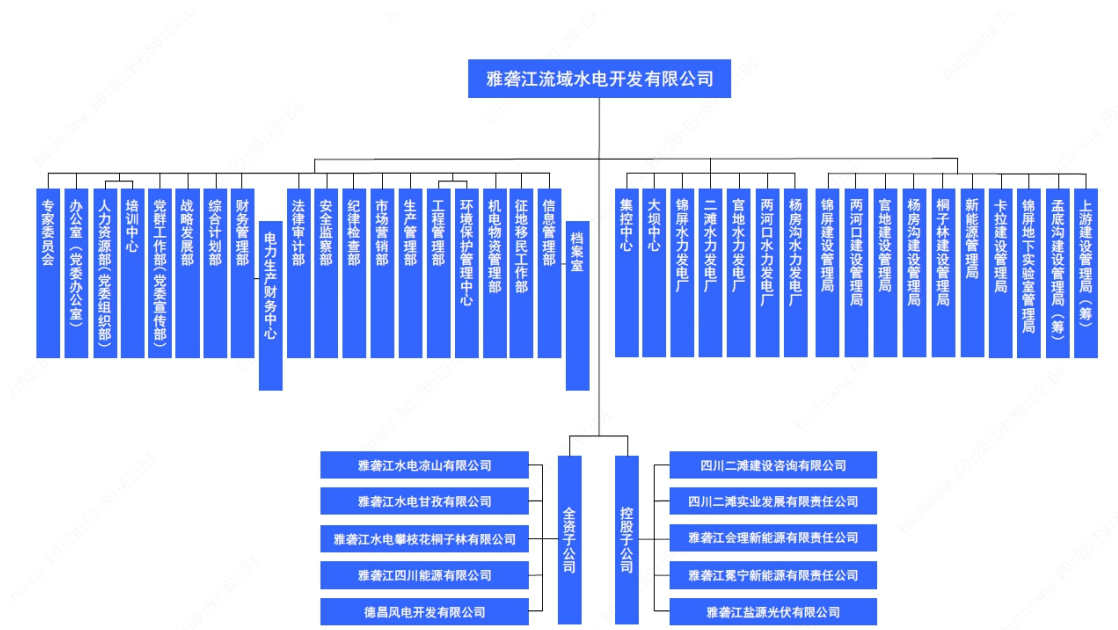 雅砻江流域水电开发有限公司
专家委员会
办公室（党委办公室）
人力资源部(党委组织部)
培训中心
党群工作部(党委宣传部)
战略发展部
综合计划部
财务管理部
电力生产财务中心
法律审计部
安全监察部
纪律检查部
市场营销部
生产管理部
工程管理部
环境保护管理中心
机电物资管理部
征地移民工作部
信息管理部
档案室
集控中心
大坝中心
锦屏水力发电厂
二滩水力发电厂
官地水力发电厂
两河口水力发电厂
杨房沟水力发电厂
锦屏建设管理局
两河口建设管理局
官地建设管理局
杨房沟建设管理局
桐子林建设管理局
新能源管理局
卡拉建设管理局
锦屏地下实验室管理局
孟底沟建设管理局（筹）
上游建设管理局（筹）
全资子公司
雅砻江水电凉山有限公司
雅砻江水电甘孜有限公司
雅砻江水电攀枝花桐子林有限公司
雅砻江四川能源有限公司
德昌风电开发有限公司
控股子公司
四川二滩建设咨询有限公司
四川二滩实业发展有限责任公司
雅砻江会理新能源有限责任公司
雅砻江冕宁新能源有限责任公司
雅砻江盐源光伏有限公司